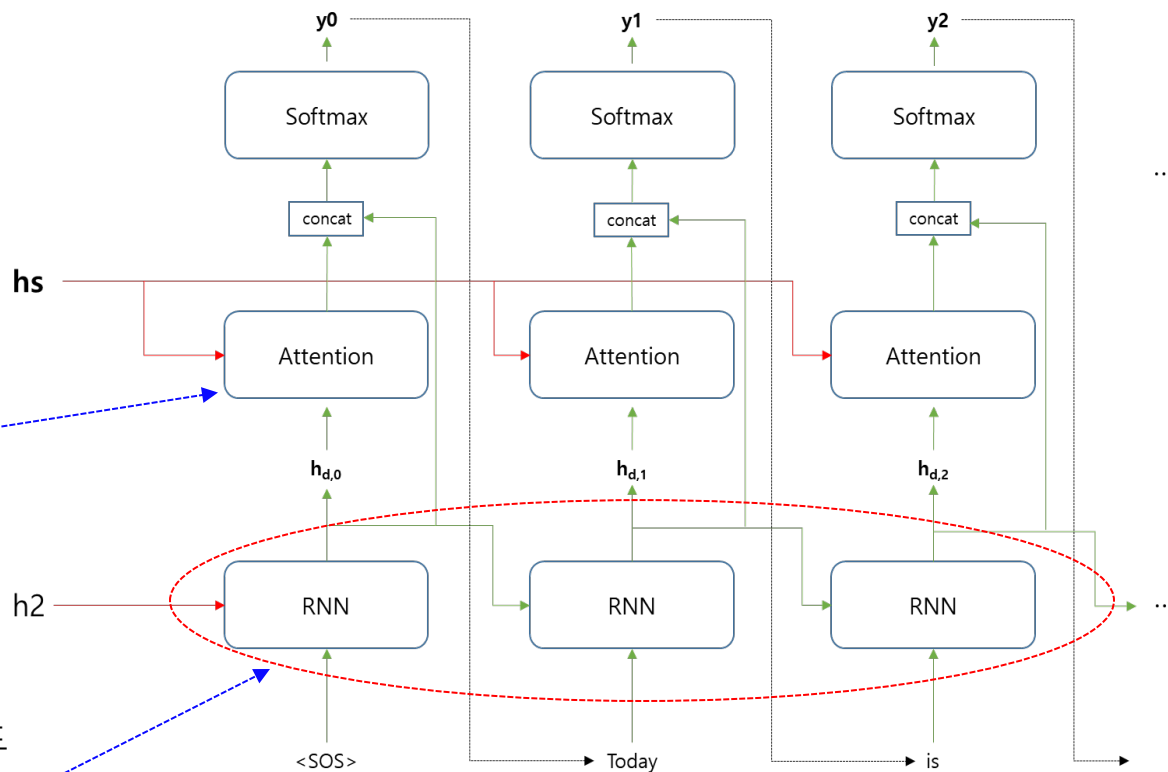 y0 y1 y2
Softmax Softmax Softmax
..
concat concat concat
hs
Attention Attention Attention
hd,0 hd,1 hd,2
h2 RNN RNN RNN ..
<SOS> Today is